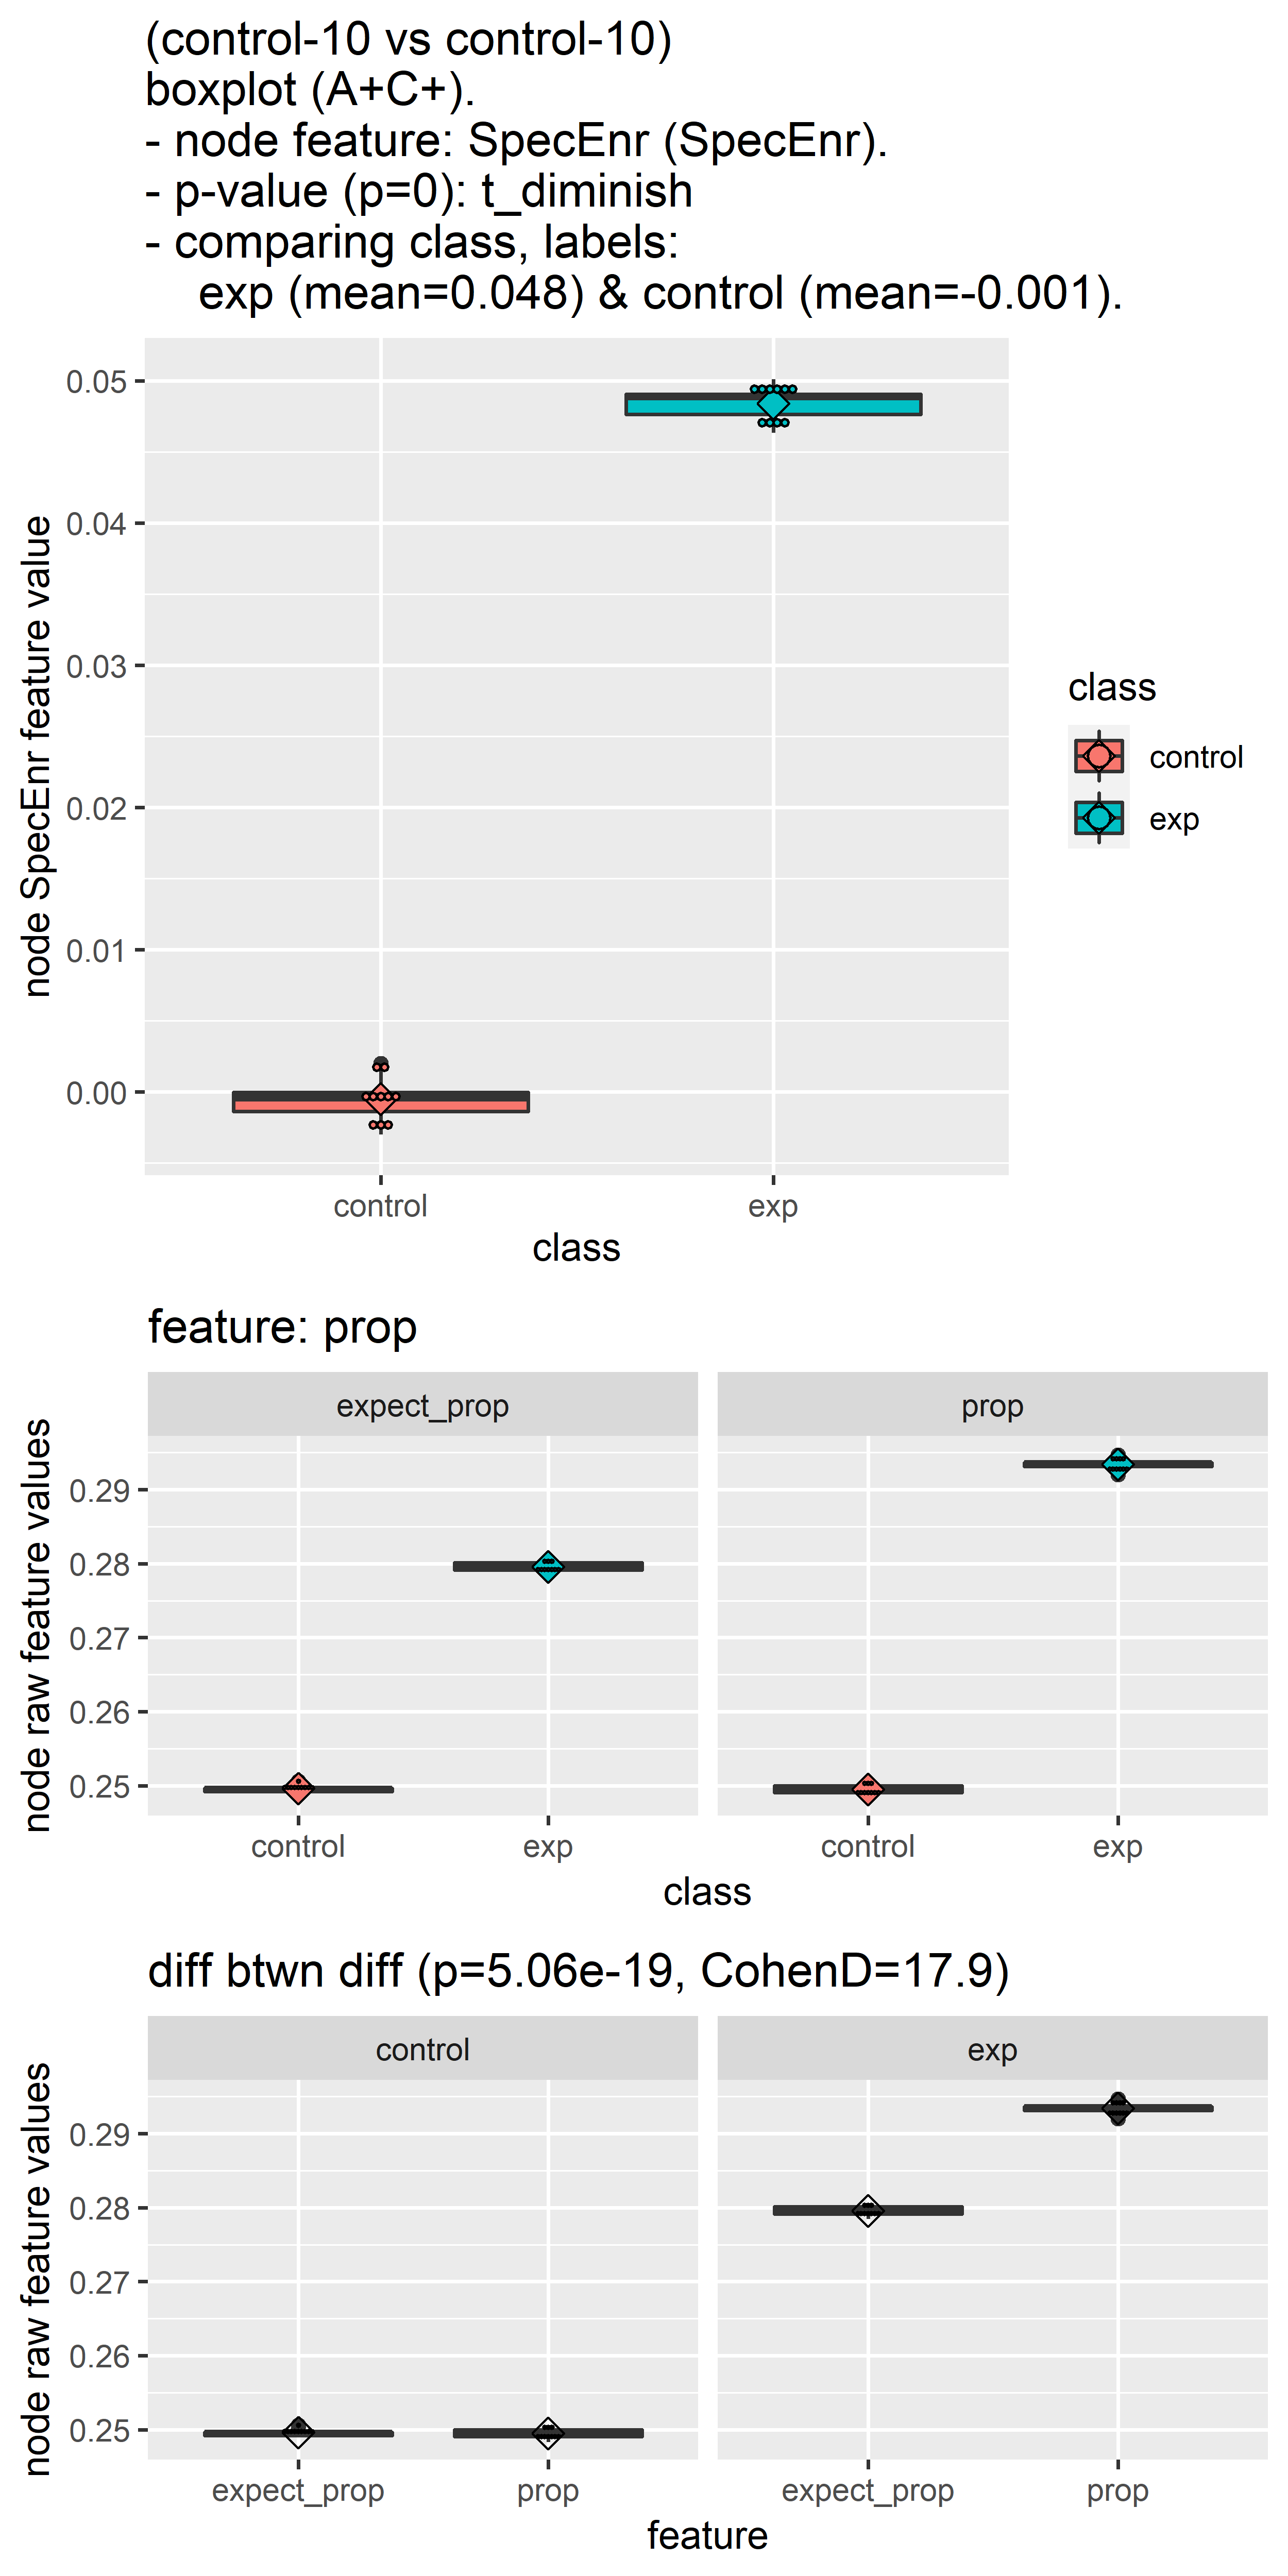 (control-10 vs control-10)
boxplot (A+C+).
- node feature: SpecEnr (SpecEnr).
- p-value (p=0): t_diminish
- comparing class, labels:
exp (mean=0.048) & control (mean=-0.001).
node SpecEnr feature value
0.05
0.04
0.03
0.02
0.01
0.00
control
exp
class
class
control
exp
feature: prop
expect_prop
prop
node raw feature values
0.29
0.28
0.27
0.26
0.25
control
exp
control
exp
class
diff btwn diff (p=5.06e-19, CohenD=17.9)
control
exp
node raw feature values
0.29
0.28
0.27
0.26
0.25
expect_prop
prop
expect_prop
prop
feature